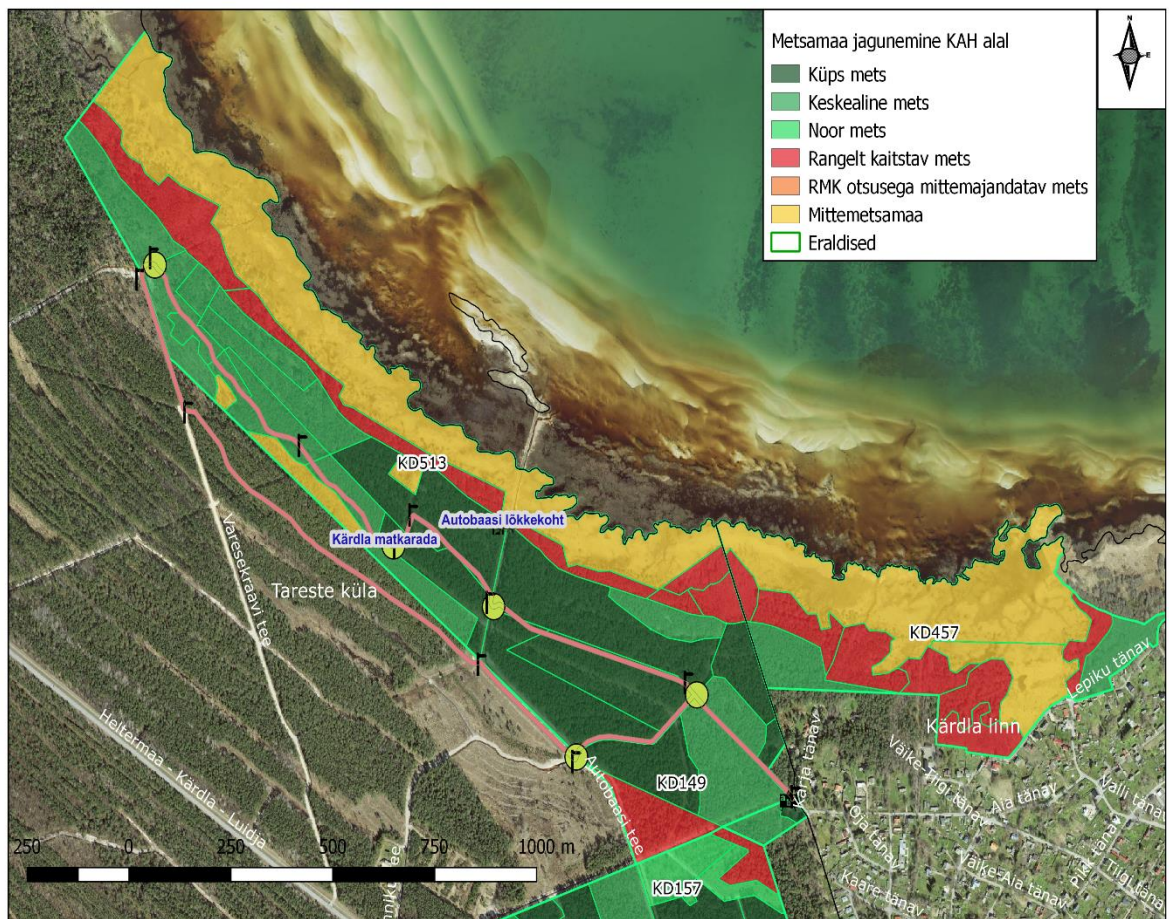 Metsamaa jagunemine KAH alal
Küps mets
Keskealine mets
Noor mets
Rangelt kaitstav mets
RMK otsusega mittemajandatav mets
Mittemetsamaa
Eraldised
N
E
KD513
Autobaasi lõkkekoht
Kärdla matkarada
Varesekraavi tee
Tareste küla
KD457
Lepiku tänav
Kärdla linn
Heltermaa - Kärdla - Luidja
Autobaasi tee
KD149
Karja tänav
Väike-Tiigi tänav
Ala tänav
Valli tänav
Oja tänav
Väike-Ala tänav
Pikk tänav
Tiigi täna
Kaare tänav
KD157
250 0 250 500 750 1000 m